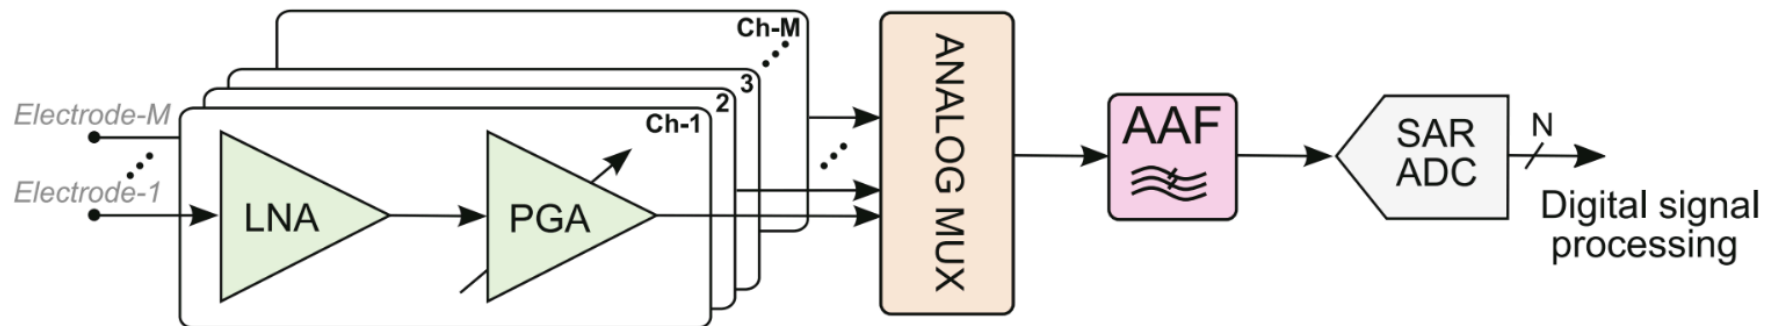 Ch-M
3
2
Ch-1
Electrode-M
Electrode-1
LNA
PGA
ANALOG MUX
AAF
SAR
ADC
N
Digital signal
processing